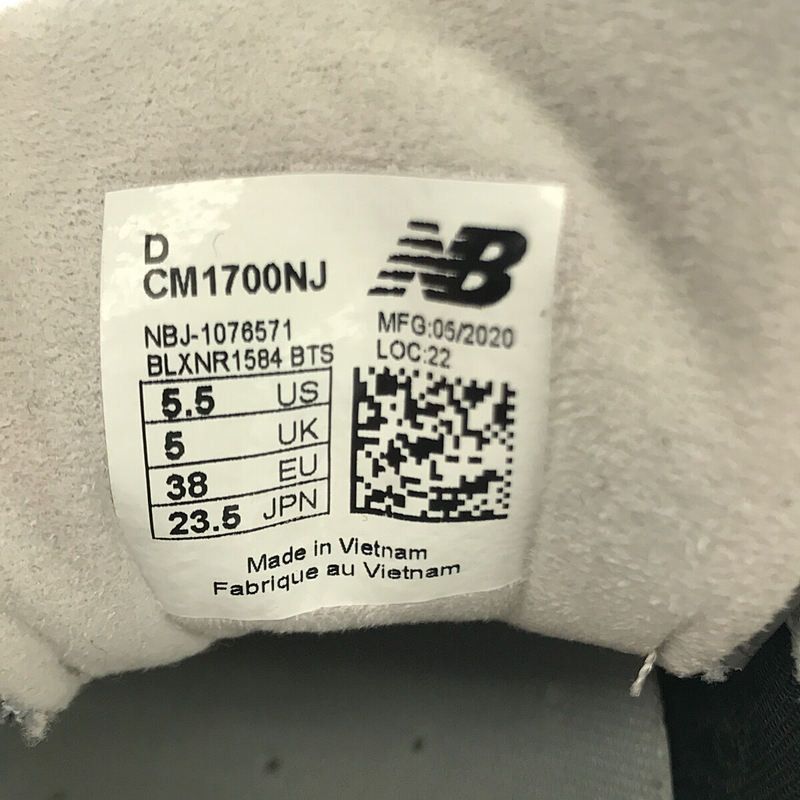 D
CM1700NJ
NB
NBJ-1076571
BLXNR1584 BTS
MFG:05/2020
LOC:22
5.5 US
5 UK
38 EU
23.5 JPN
Made in Vietnam
Fabrique au Vietnam